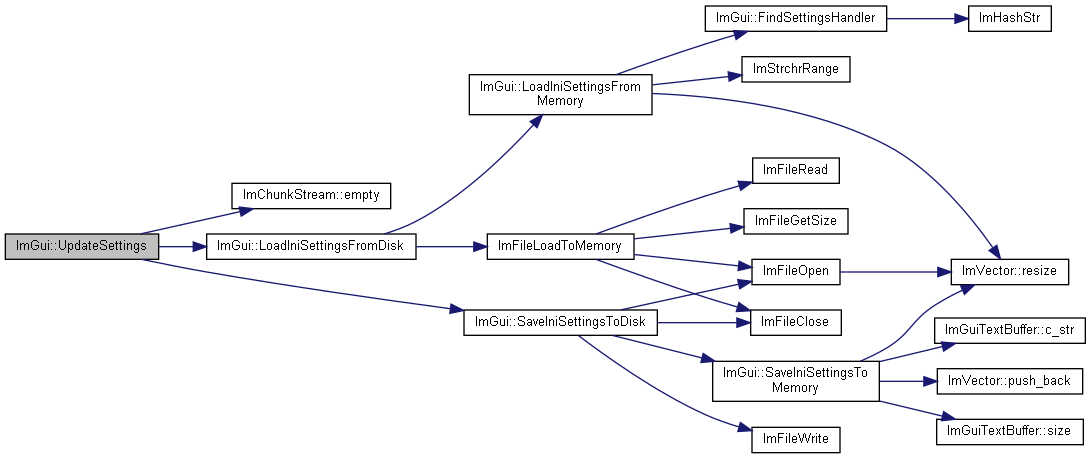 ImGui::FindSettingsHandler
ImHashStr
ImStrchrRange
ImGui::LoadIniSettingsFrom
Memory
ImFileRead
ImChunkStream::empty
ImFileGetSize
ImGui::UpdateSettings
ImGui::LoadIniSettingsFromDisk
ImFileLoadToMemory
ImFileOpen
ImVector::resize
ImGui::SaveIniSettingsToDisk
ImFileClose
ImGuiTextBuffer::c_str
ImGui::SaveIniSettingsTo
Memory
ImVector::push_back
ImGuiTextBuffer::size
ImFileWrite